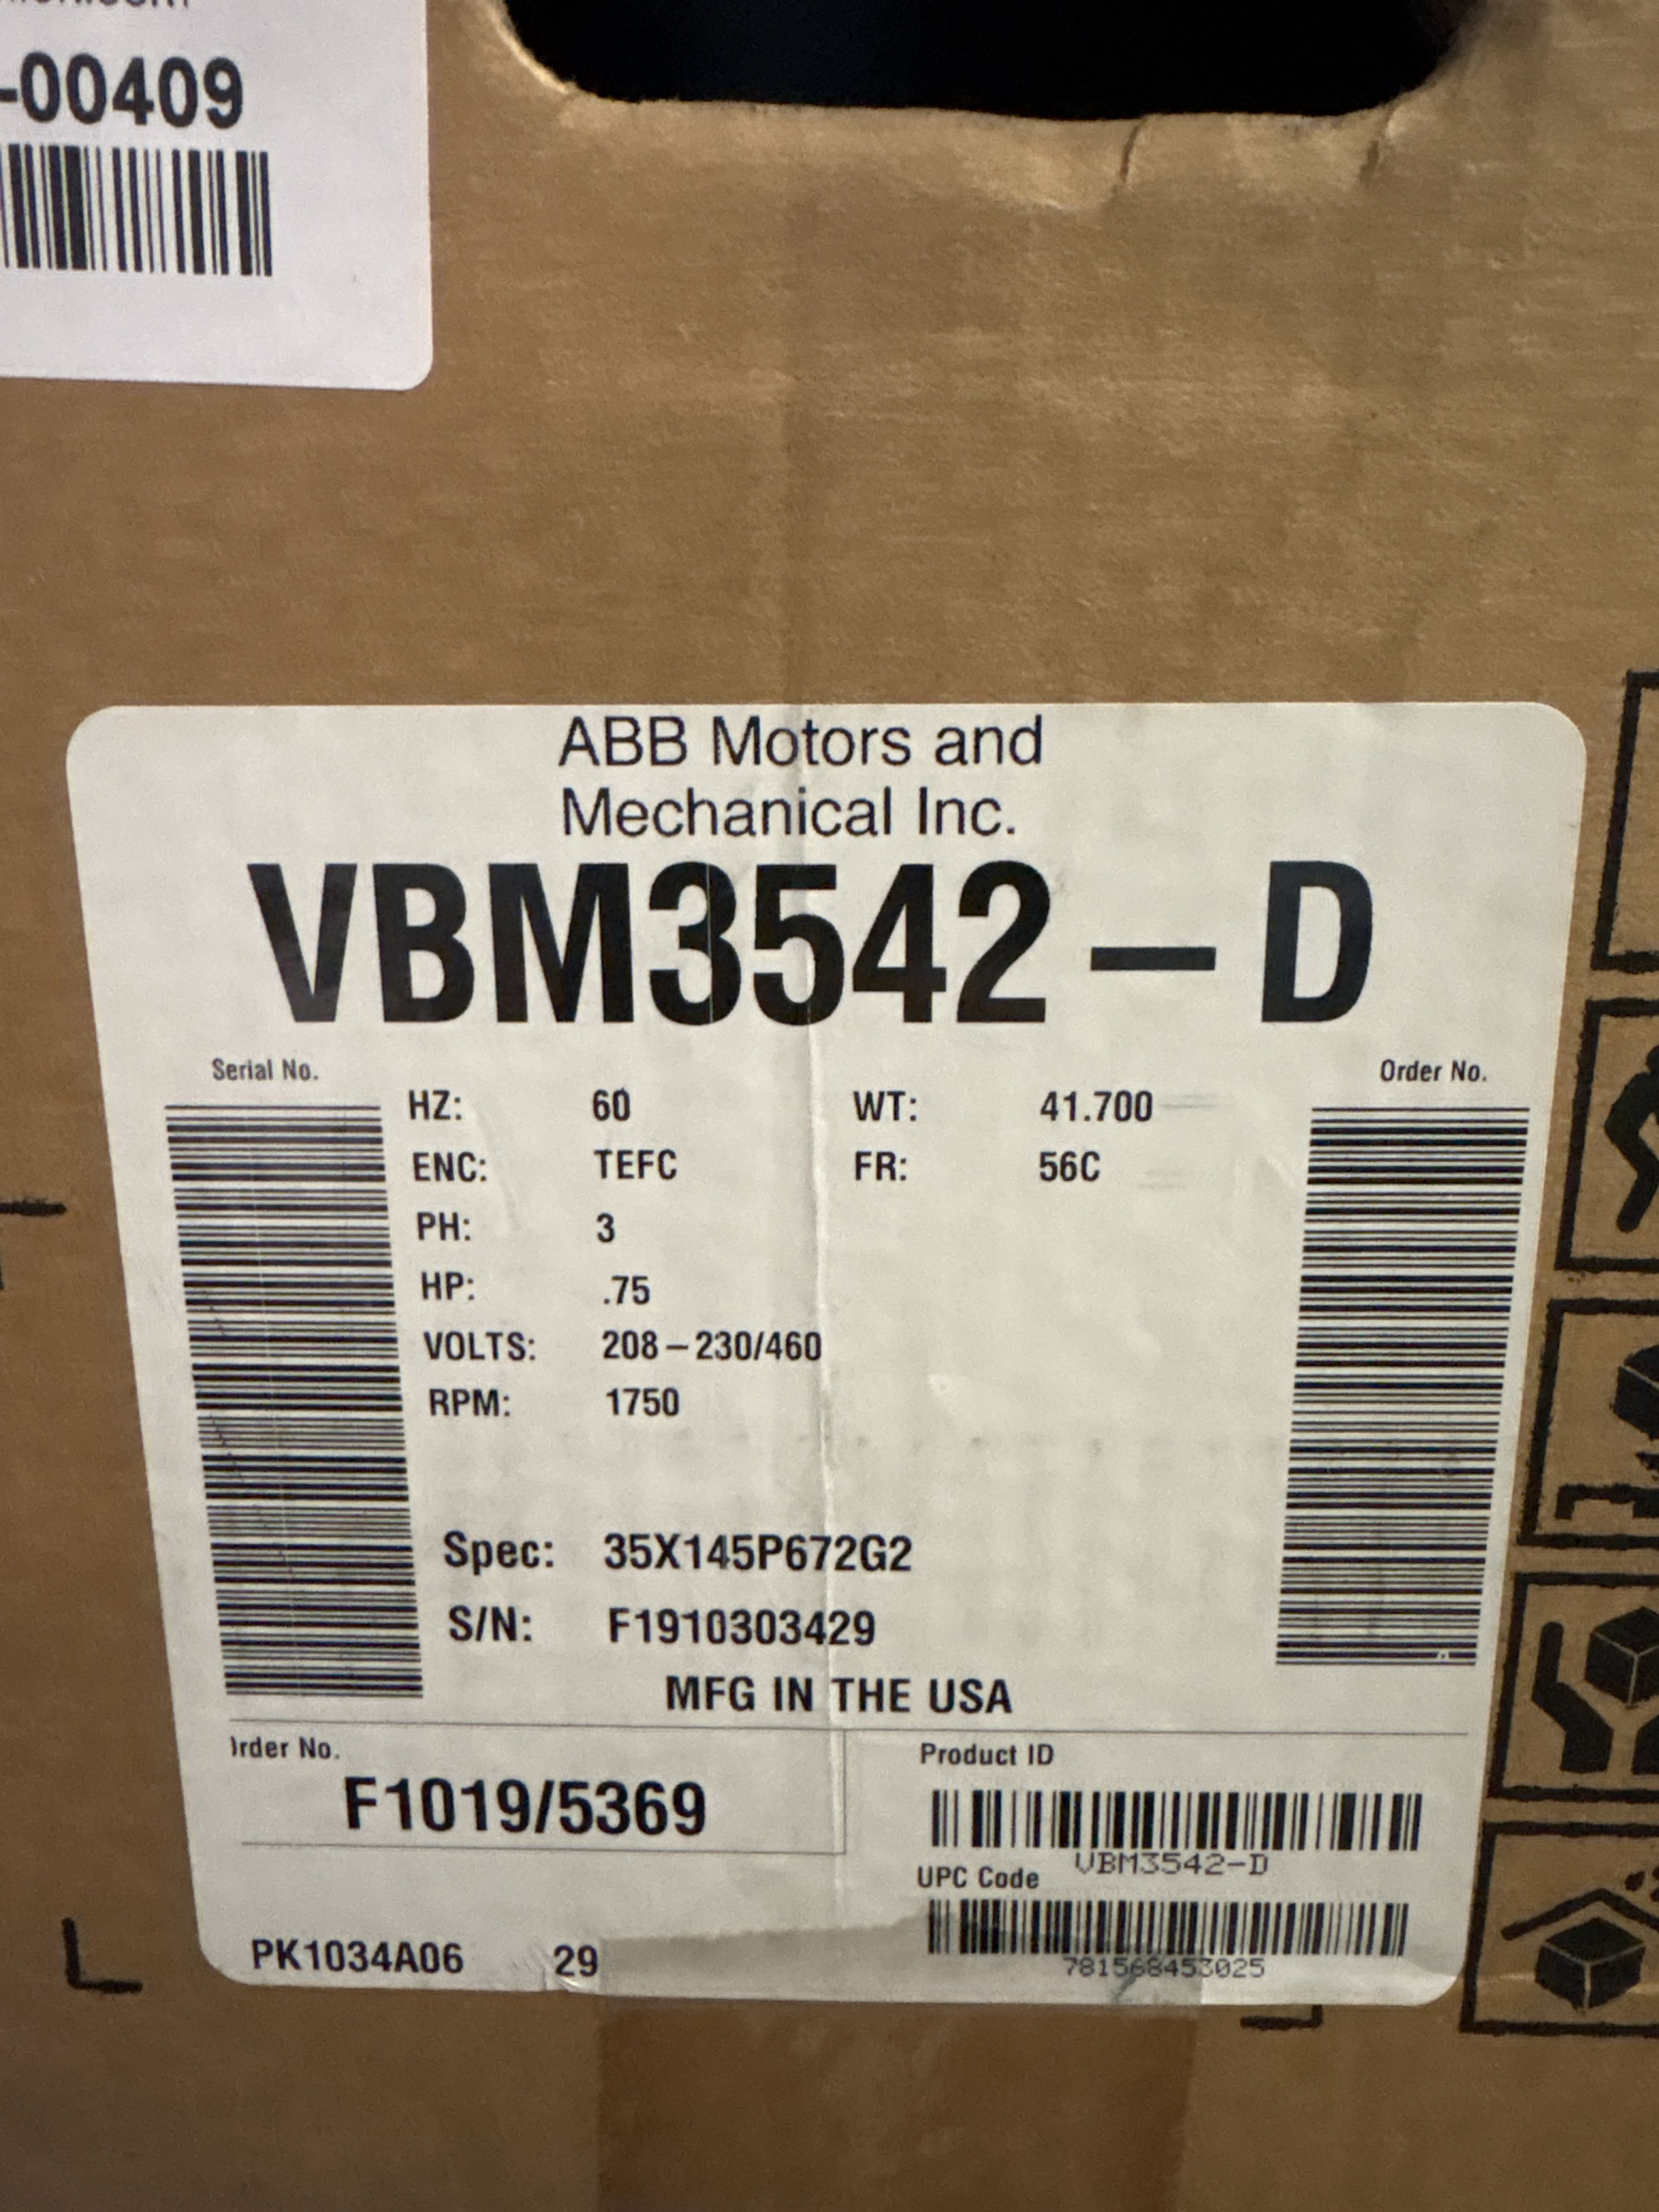 -00409
ABB Motors and
Mechanical Inc.
VBM3542-D
Serial No.
Order No.
HZ: 60 WT: 41.700
ENC: TEFC FR: 56C
PH: 3
HP: .75
VOLTS: 208-230/460
RPM: 1750
Spec: 35X145P672G2
S/N: F1910303429
MFG IN THE USA
rder No.
F1019/5369
Product ID
VBM3542-D
UPC Code
781568453025
PK1034A06 29